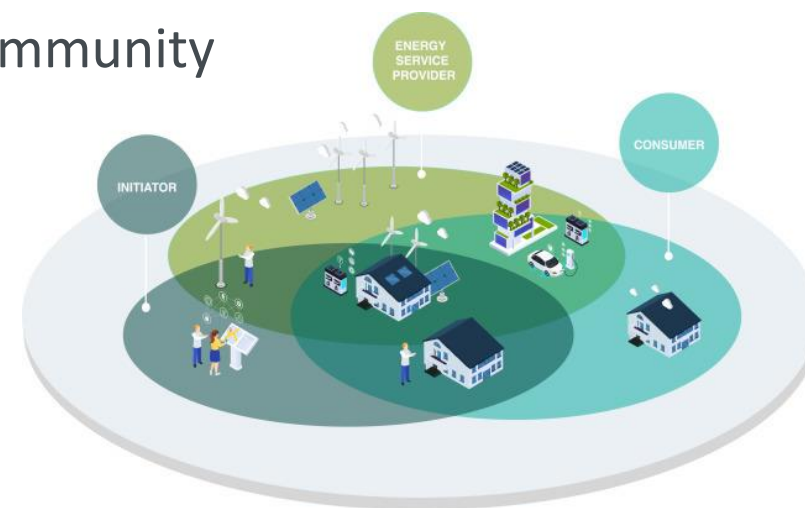 mmunity
ENERGY
SERVICE
PROVIDER
CONSUMER
INITIATOR